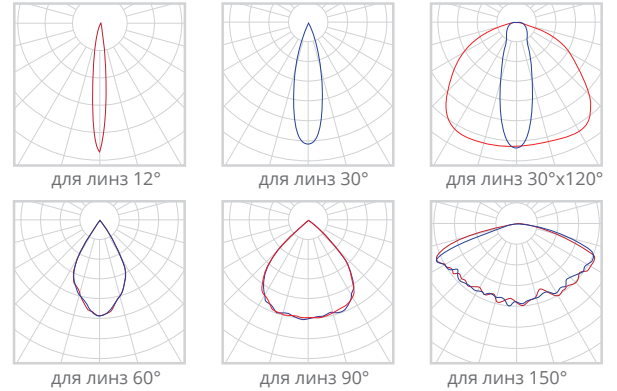 для линз 12°
для линз 30°
для линз 30°x120°
для линз 60°
для линз 90°
для линз 150°